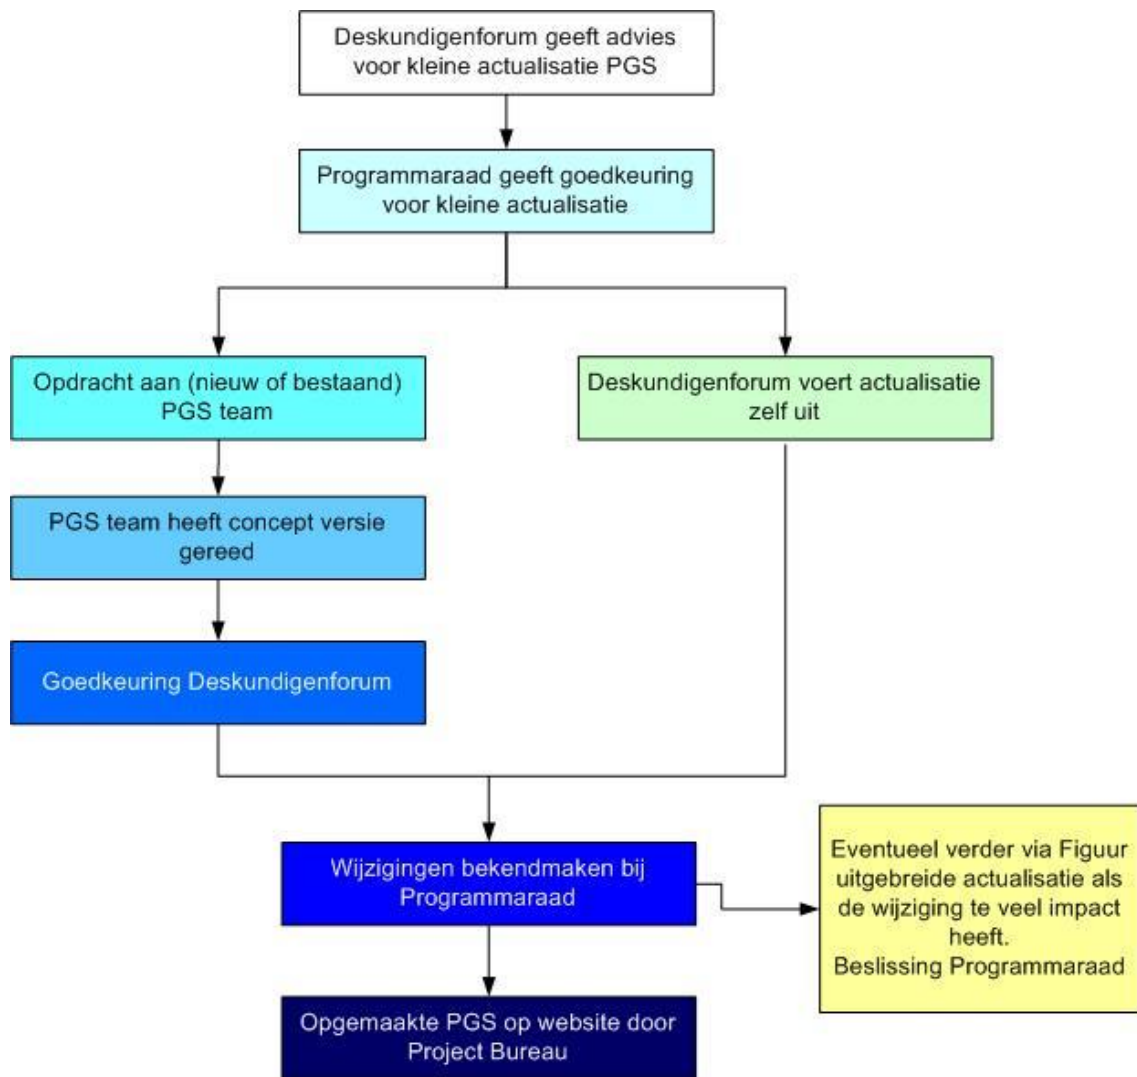 Deskundigenforum geeft advies
voor kleine actualisatie PGS
Programmaraad geeft goedkeuring
voor kleine actualisatie
Opdracht aan (nieuw of bestaand)
PGS team
Deskundigenforum voert actualisatie
zelf uit
PGS team heeft concept versie
gereed
Goedkeuring Deskundigenforum
Wijzigingen bekendmaken bij
Programmaraad
Eventueel verder via Figuur
uitgebreide actualisatie als
de wijziging te veel impact
heeft.
Beslissing Programmaraad
Opgemaakte PGS op website door
Project Bureau